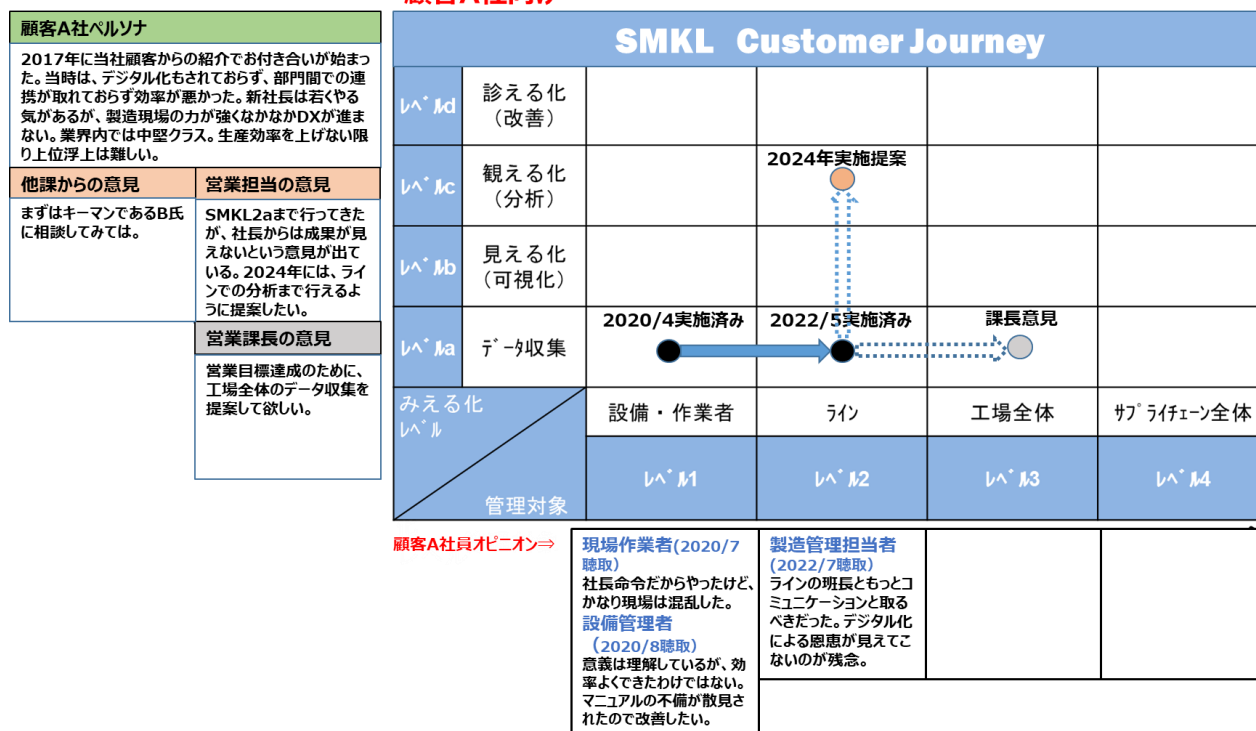 顧客A社ペルソナ
2017年に当社顧客からの紹介でお付き合いが始まっ
た。当時は、デジタル化もされておらず、部門間での連
携が取れておらず効率が悪かった。新社長は若くやる
気があるが、製造現場の力が強くなかなかDXが進ま
ない。業界内では中堅クラス。生産効率を上げない限
り上位浮上は難しい。
他課からの意見
まずはキーマンであるB氏
に相談してみては。
営業担当の意見
SMKL2aまで行ってきた
が、社長からは成果が見
えないという意見が出て
いる。2024年には、ライ
ンでの分析まで行えるよ
うに提案したい。
営業課長の意見
営業目標達成のために、
工場全体のデータ収集を
提案して欲しい。
SMKL Customer Journey
ﾚﾍﾞﾙd
診える化
(改善)
ﾚﾍﾞﾙc
観える化
(分析)
2024年実施提案
ﾚﾍﾞﾙb
見える化
(可視化)
ﾚﾍﾞﾙa
ﾃﾞｰﾀ収集
2020/4実施済み
2022/5実施済み
課長意見
みえる化
ﾚﾍﾞﾙ
管理対象
設備・作業者
ﾗｲﾝ
工場全体
ｻﾌﾟﾗｲﾁｪｰﾝ全体
ﾚﾍﾞﾙ1
ﾚﾍﾞﾙ2
ﾚﾍﾞﾙ3
ﾚﾍﾞﾙ4
顧客A社員オピニオン⇒
現場作業者(2020/7
聴取)
社長命令だからやったけど、
かなり現場は混乱した。
設備管理者
(2020/8聴取)
意義は理解しているが、効
率よくできたわけではない。
マニュアルの不備が散見さ
れたので改善したい。
製造管理担当者
(2022/7聴取)
ラインの班長ともっとコ
ミュニケーションと取る
べきだった。デジタル化
による恩恵が見えてこ
ないのが残念。